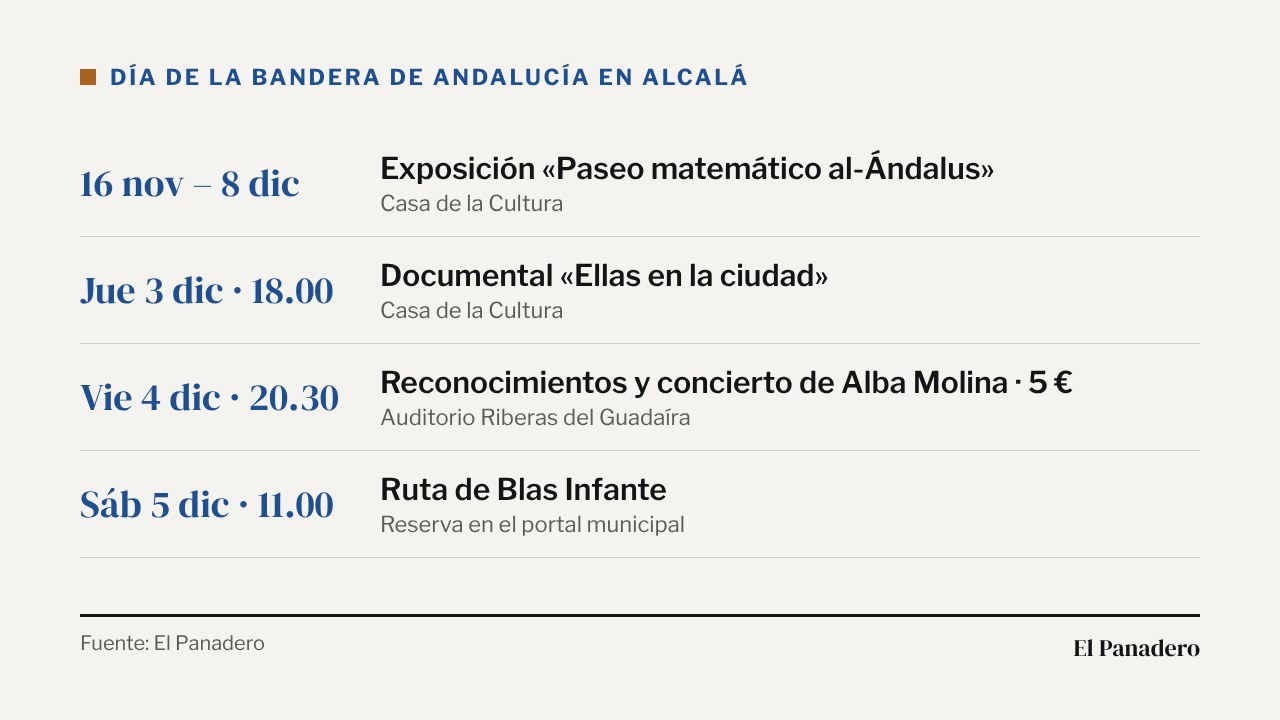 DÍA DE LA BANDERA DE ANDALUCÍA EN ALCALÁ
16 nov – 8 dic
Exposición «Paseo matemático al-Ándalus»
Casa de la Cultura
Jue 3 dic · 18.00
Documental «Ellas en la ciudad»
Casa de la Cultura
Vie 4 dic · 20.30
Reconocimientos y concierto de Alba Molina · 5 €
Auditorio Riberas del Guadaíra
Sáb 5 dic · 11.00
Ruta de Blas Infante
Reserva en el portal municipal
Fuente: El Panadero
El Panadero